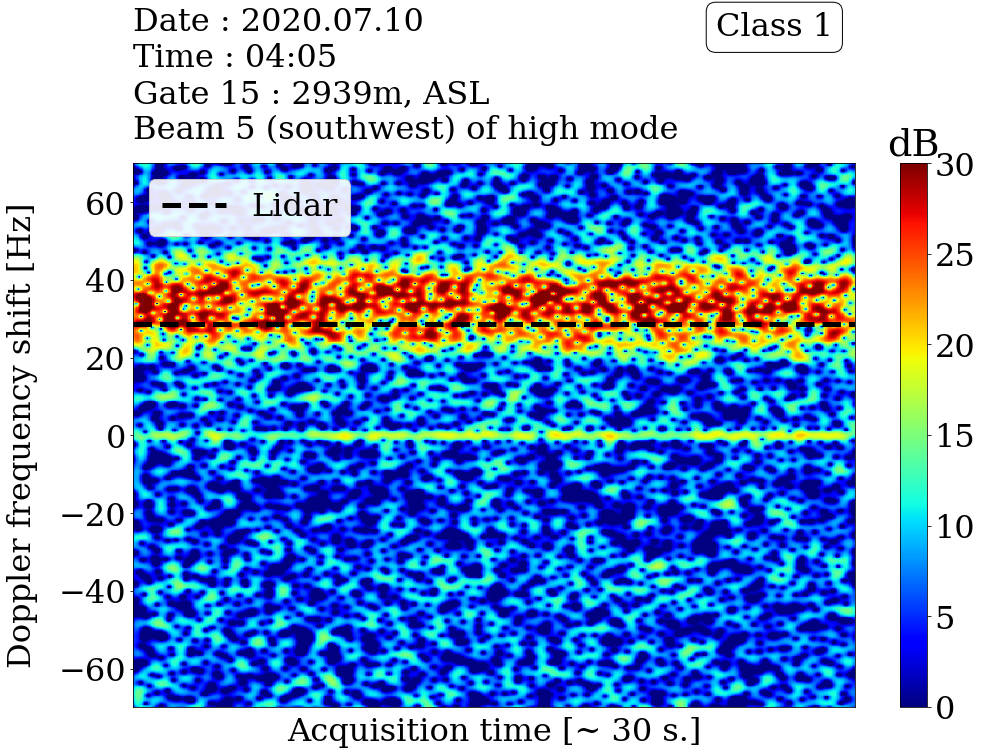 Date : 2020.07.10
Time : 04:05
Gate 15 : 2939m, ASL
Beam 5 (southwest) of high mode
Class 1
dB
Lidar
Doppler frequency shift [Hz]
60
40
20
0
−20
−40
−60
30
25
20
15
10
5
0
Acquisition time [~ 30 s.]